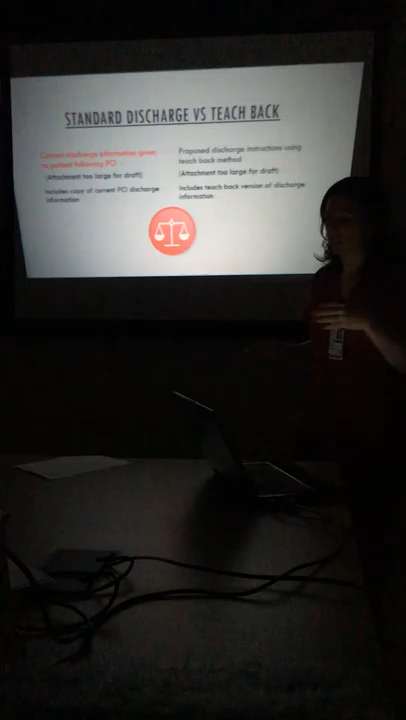 STANDARD DISCHARGE VS TEACH BACK
Current discharge information given
to patient following PCI
(Attachment too large for draft)
Includes copy of current PCI discharge
information
Proposed discharge instructions using
teach back method
(Attachment too large for draft)
Includes teach back version of discharge
information